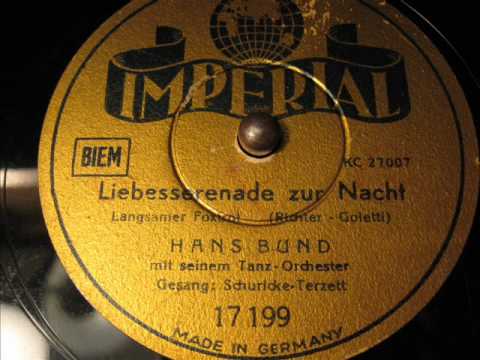 IMPERIAL
BIEM
KC 27007
Liebesserenade zur Nacht
Langsamer Foxtrot (Richter - Goletti)
HANS BUND
mit seinem Tanz-Orchester
Gesang: Schuricke-Terzett
17199
MADE IN GERMANY